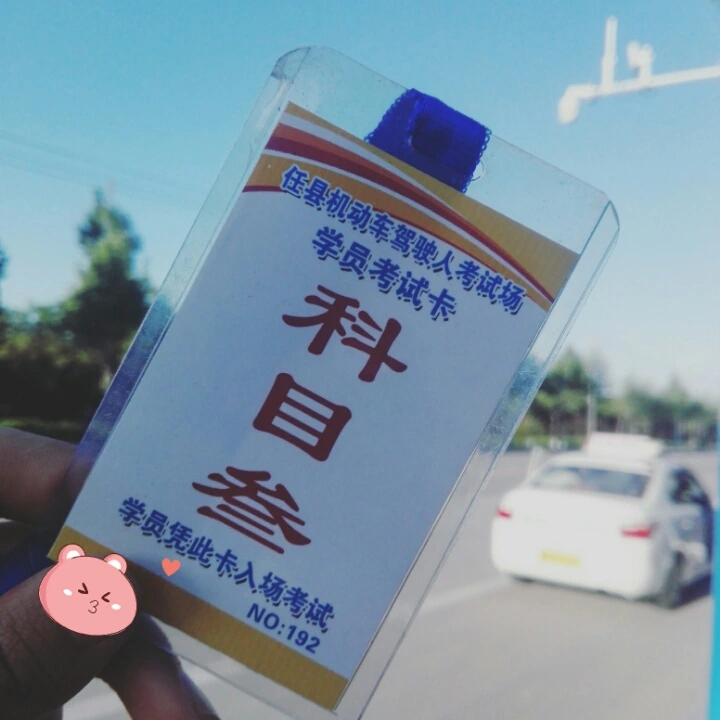 任县机动车驾驶人考试场
学员考试卡
科
目
叁
学员凭此卡入场考试
NO:192